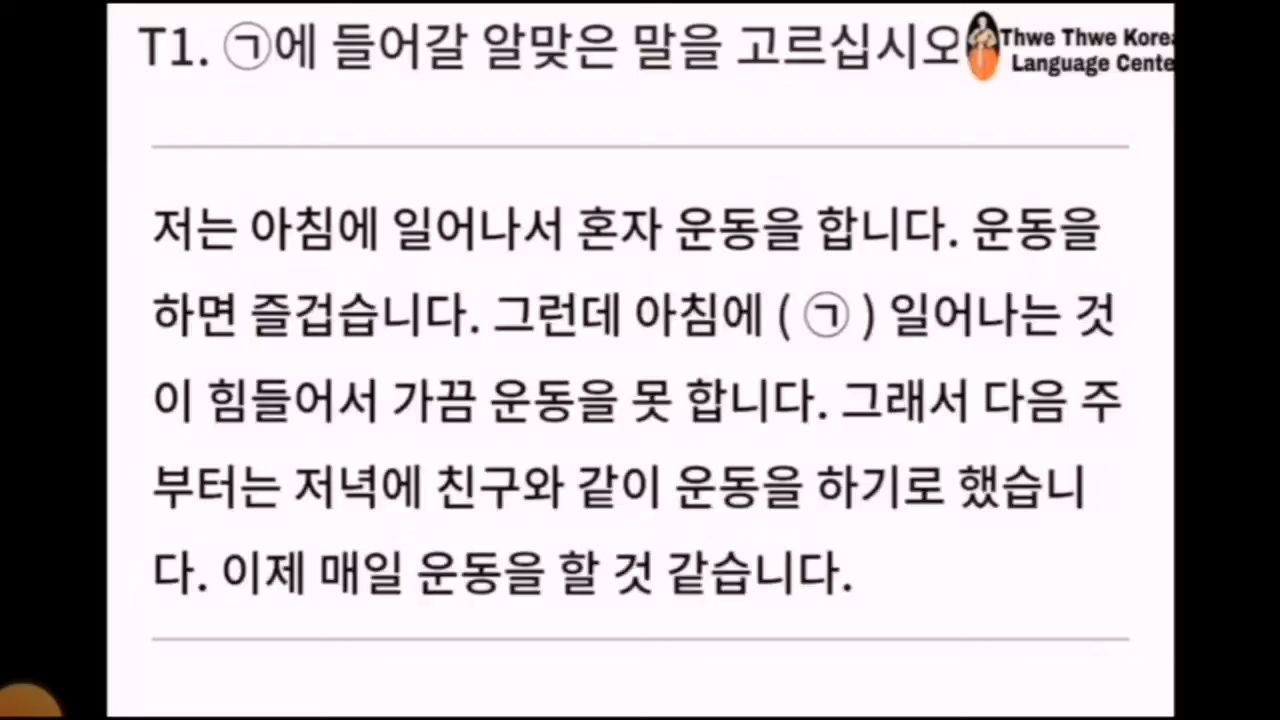 T1. ㉠에 들어갈 알맞은 말을 고르십시오
Thwe Thwe Korea
Language Cente
저는 아침에 일어나서 혼자 운동을 합니다. 운동을
하면 즐겁습니다. 그런데 아침에 ( ㉠ ) 일어나는 것
이 힘들어서 가끔 운동을 못 합니다. 그래서 다음 주
부터는 저녁에 친구와 같이 운동을 하기로 했습니
다. 이제 매일 운동을 할 것 같습니다.